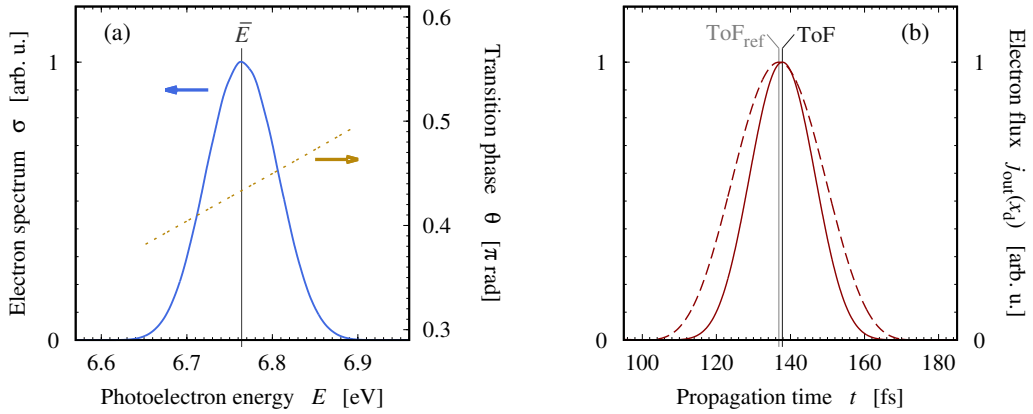 (a)
E̅
Electron spectrum σ [arb. u.]
1
0
6.6 6.7 6.8 6.9
Photoelectron energy E [eV]
0.6
0.5
0.4
0.3
Transition phase θ [π rad]
(b)
ToF_ref ToF
1
0
100 120 140 160 180
Propagation time t [fs]
1
0
Electron flux j_out(x_d) [arb. u.]